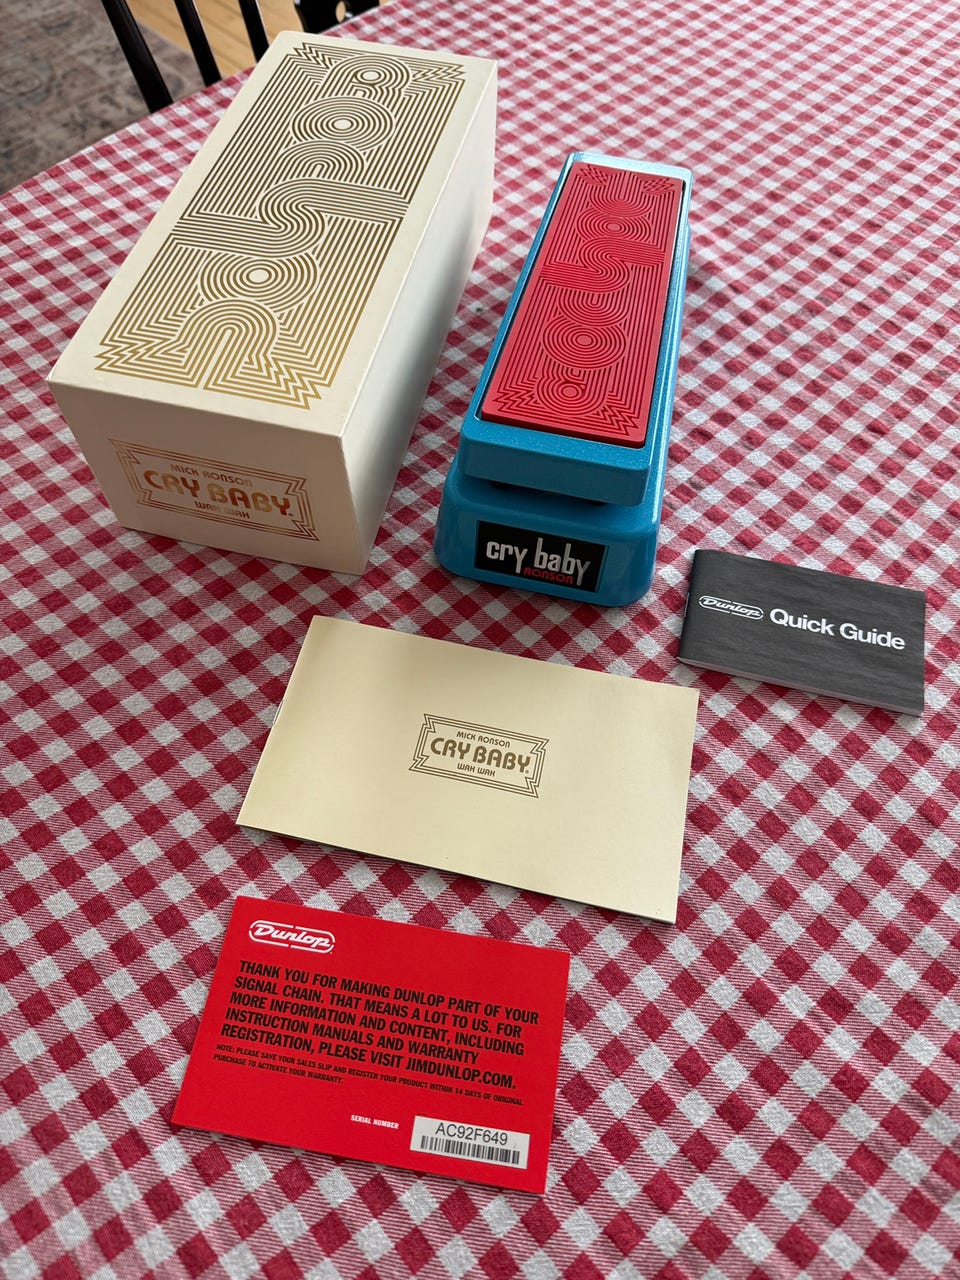 RONSON
MICK RONSON
CRY BABY
WAH WAH
RONSON
cry baby
RONSON
Dunlop Quick Guide
MICK RONSON
CRY BABY®
WAH WAH
Dunlop
THANK YOU FOR MAKING DUNLOP PART OF YOUR
SIGNAL CHAIN. THAT MEANS A LOT TO US. FOR
MORE INFORMATION AND CONTENT, INCLUDING
INSTRUCTION MANUALS AND WARRANTY
REGISTRATION, PLEASE VISIT JIMDUNLOP.COM.
NOTE: PLEASE SAVE YOUR SALES SLIP AND REGISTER YOUR PRODUCT WITHIN 14 DAYS OF ORIGINAL
PURCHASE TO ACTIVATE YOUR WARRANTY.
SERIAL NUMBER
AC92F649